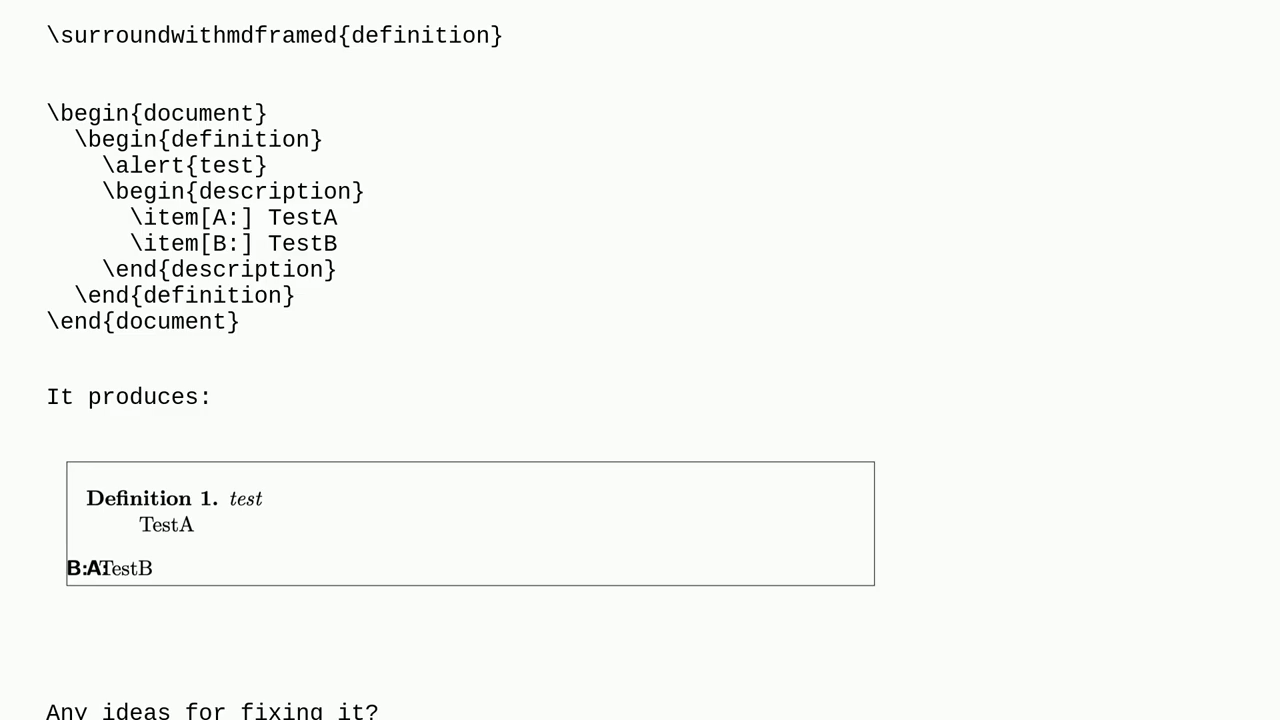 \surroundwithmdframed{definition}
\begin{document}
\begin{definition}
\alert{test}
\begin{description}
\item[A:] TestA
\item[B:] TestB
\end{description}
\end{definition}
\end{document}
It produces:
Definition 1. test
TestA
B:A:TestB
Any ideas for fixing it?